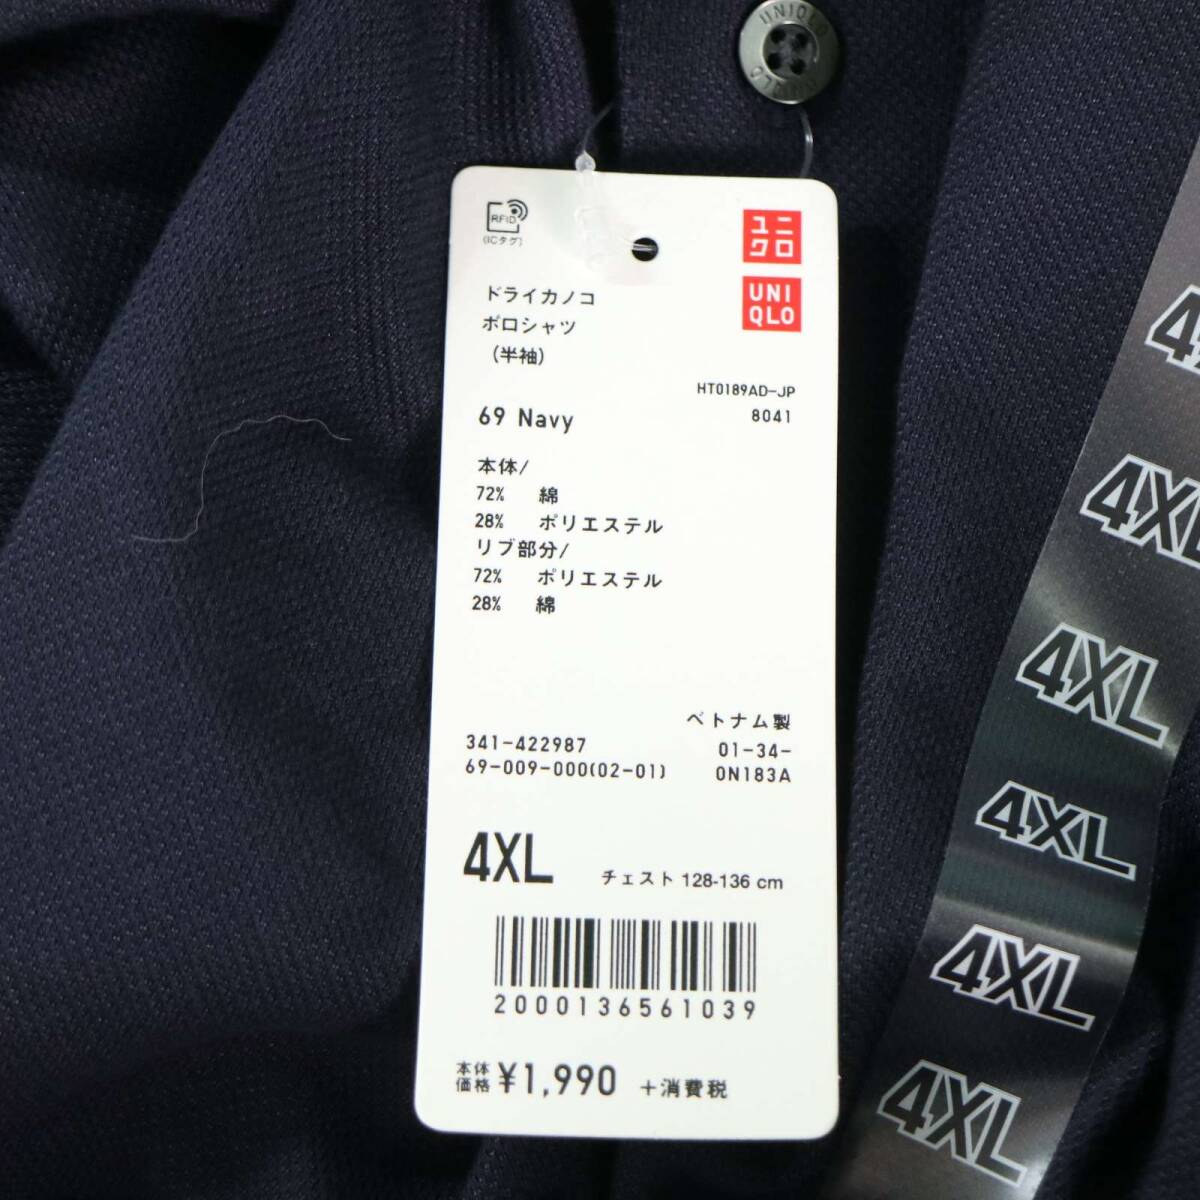 UNIQLO
UNIQLO
RFID
(ICタグ)
ユニ
クロ
UNI
QLO
ドライカノコ
ポロシャツ
(半袖)
HT0189AD-JP
8041
69 Navy
本体/
72% 綿
28% ポリエステル
リブ部分/
72% ポリエステル
28% 綿
ベトナム製
341-422987 01-34-
69-009-000(02-01) 0N183A
4XL チェスト 128-136 cm
2000136561039
本体
価格 ¥1,990 +消費税
4XL
4XL
4XL
4XL
4XL
4XL